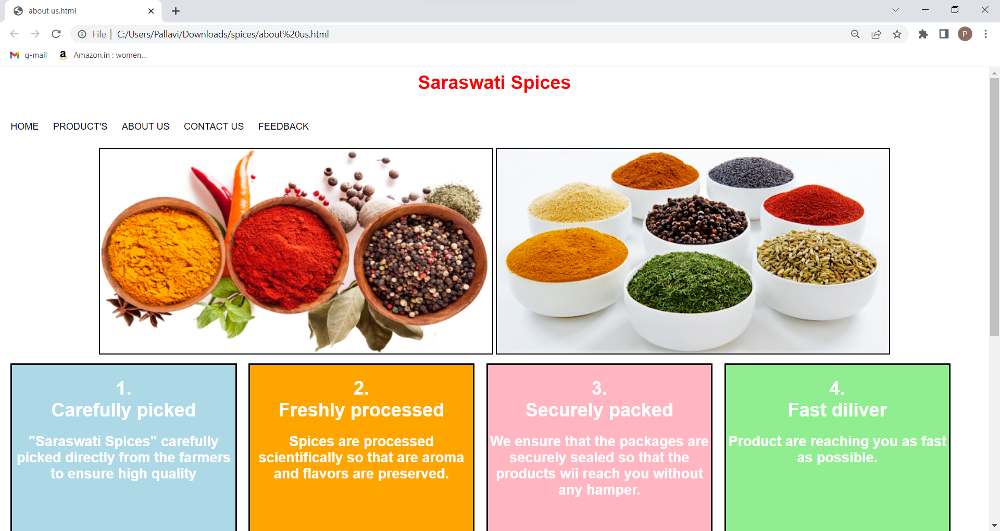 about us.html
File | C:/Users/Pallavi/Downloads/spices/about%20us.html
P
g-mail
a Amazon.in : women...
Saraswati Spices
HOME PRODUCT'S ABOUT US CONTACT US FEEDBACK
1.
Carefully picked
"Saraswati Spices" carefully
picked directly from the farmers
to ensure high quality
2.
Freshly processed
Spices are processed
scientifically so that are aroma
and flavors are preserved.
3.
Securely packed
We ensure that the packages are
securely sealed so that the
products wii reach you without
any hamper.
4.
Fast diliver
Product are reaching you as fast
as possible.